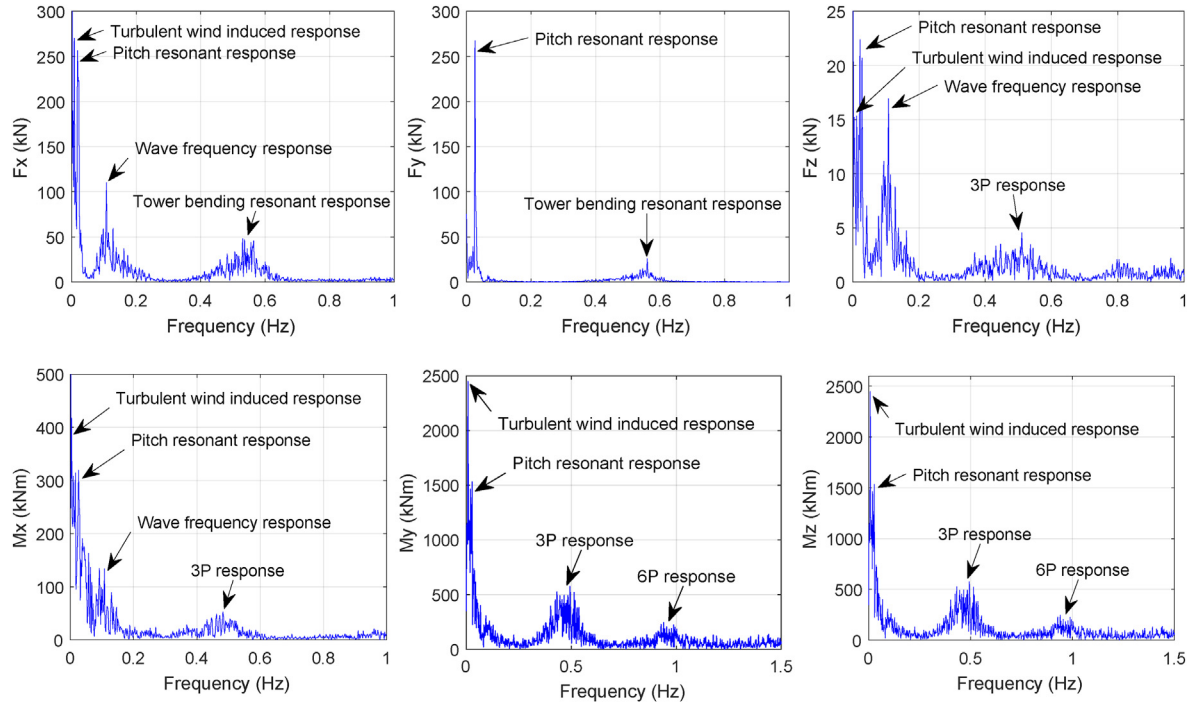 300
250
200
150
100
50
0
Fx (kN)
Turbulent wind induced response
Pitch resonant response
Wave frequency response
Tower bending resonant response
0 0.2 0.4 0.6 0.8 1
Frequency (Hz)
300
250
200
150
100
50
0
Fy (kN)
Pitch resonant response
Tower bending resonant response
0.2 0.4 0.6 0.8 1
Frequency (Hz)
25
20
15
10
5
0
Fz (kN)
Pitch resonant response
Turbulent wind induced response
Wave frequency response
3P response
0 0.2 0.4 0.6 0.8 1
Frequency (Hz)
500
400
300
200
100
0
Mx (kNm)
Turbulent wind induced response
Pitch resonant response
Wave frequency response
3P response
0 0.2 0.4 0.6 0.8 1
Frequency (Hz)
2500
2000
1500
1000
500
0
My (kNm)
Turbulent wind induced response
Pitch resonant response
3P response
6P response
0 0.5 1 1.5
Frequency (Hz)
2500
2000
1500
1000
500
0
Mz (kNm)
Turbulent wind induced response
Pitch resonant response
3P response
6P response
0 0.5 1 1.5
Frequency (Hz)